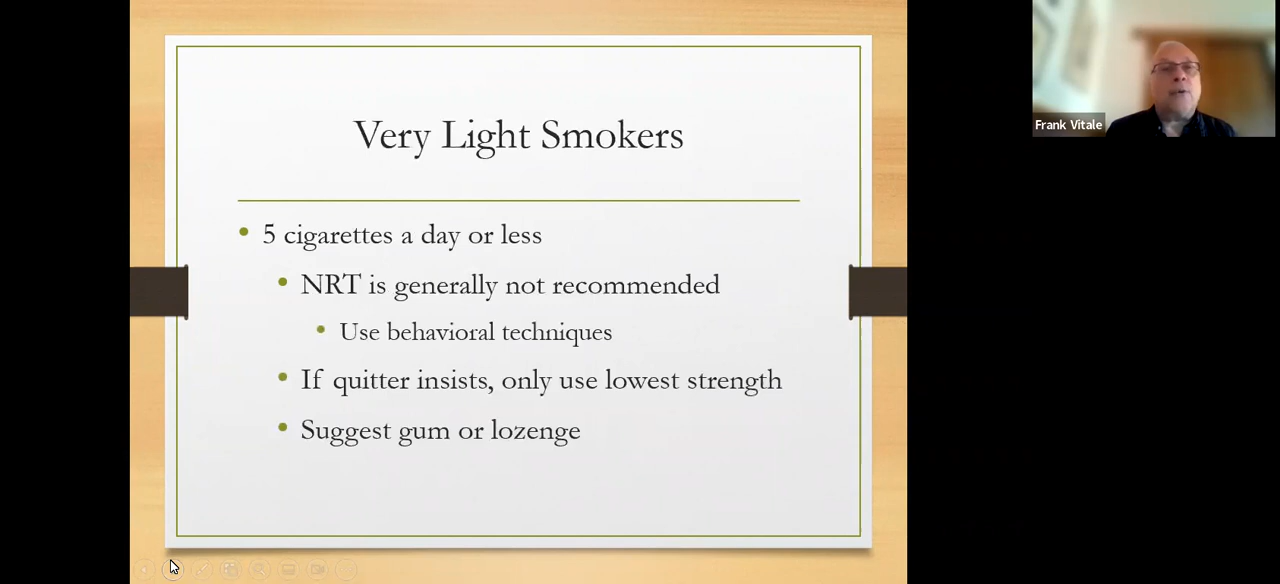 Very Light Smokers
5 cigarettes a day or less
NRT is generally not recommended
Use behavioral techniques
If quitter insists, only use lowest strength
Suggest gum or lozenge
Frank Vitale